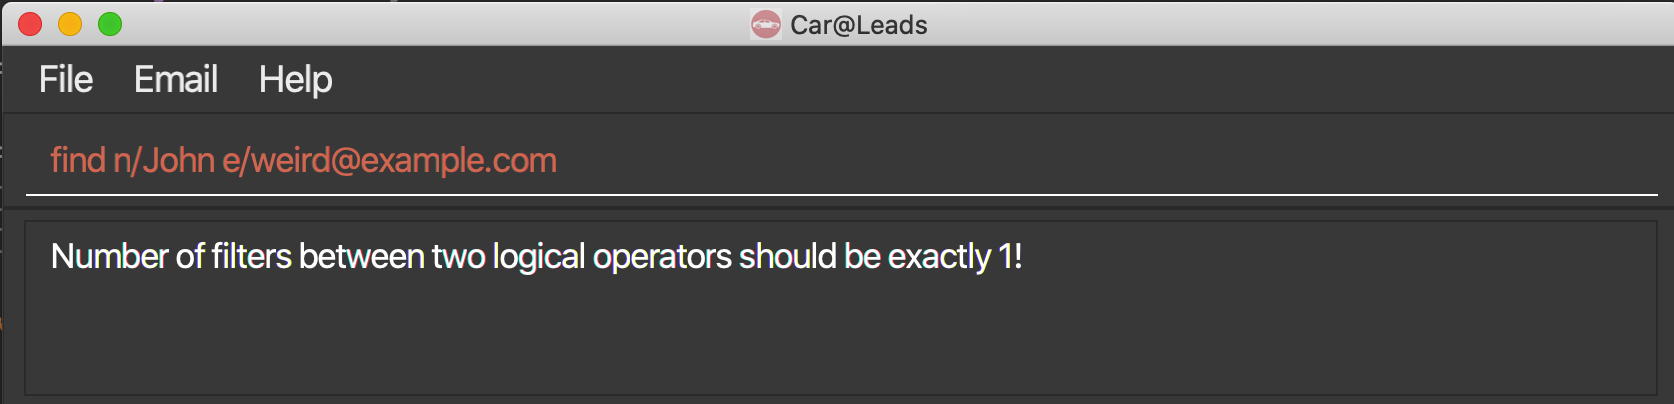 Car@Leads
File Email Help
find n/John e/weird@example.com
Number of filters between two logical operators should be exactly 1!